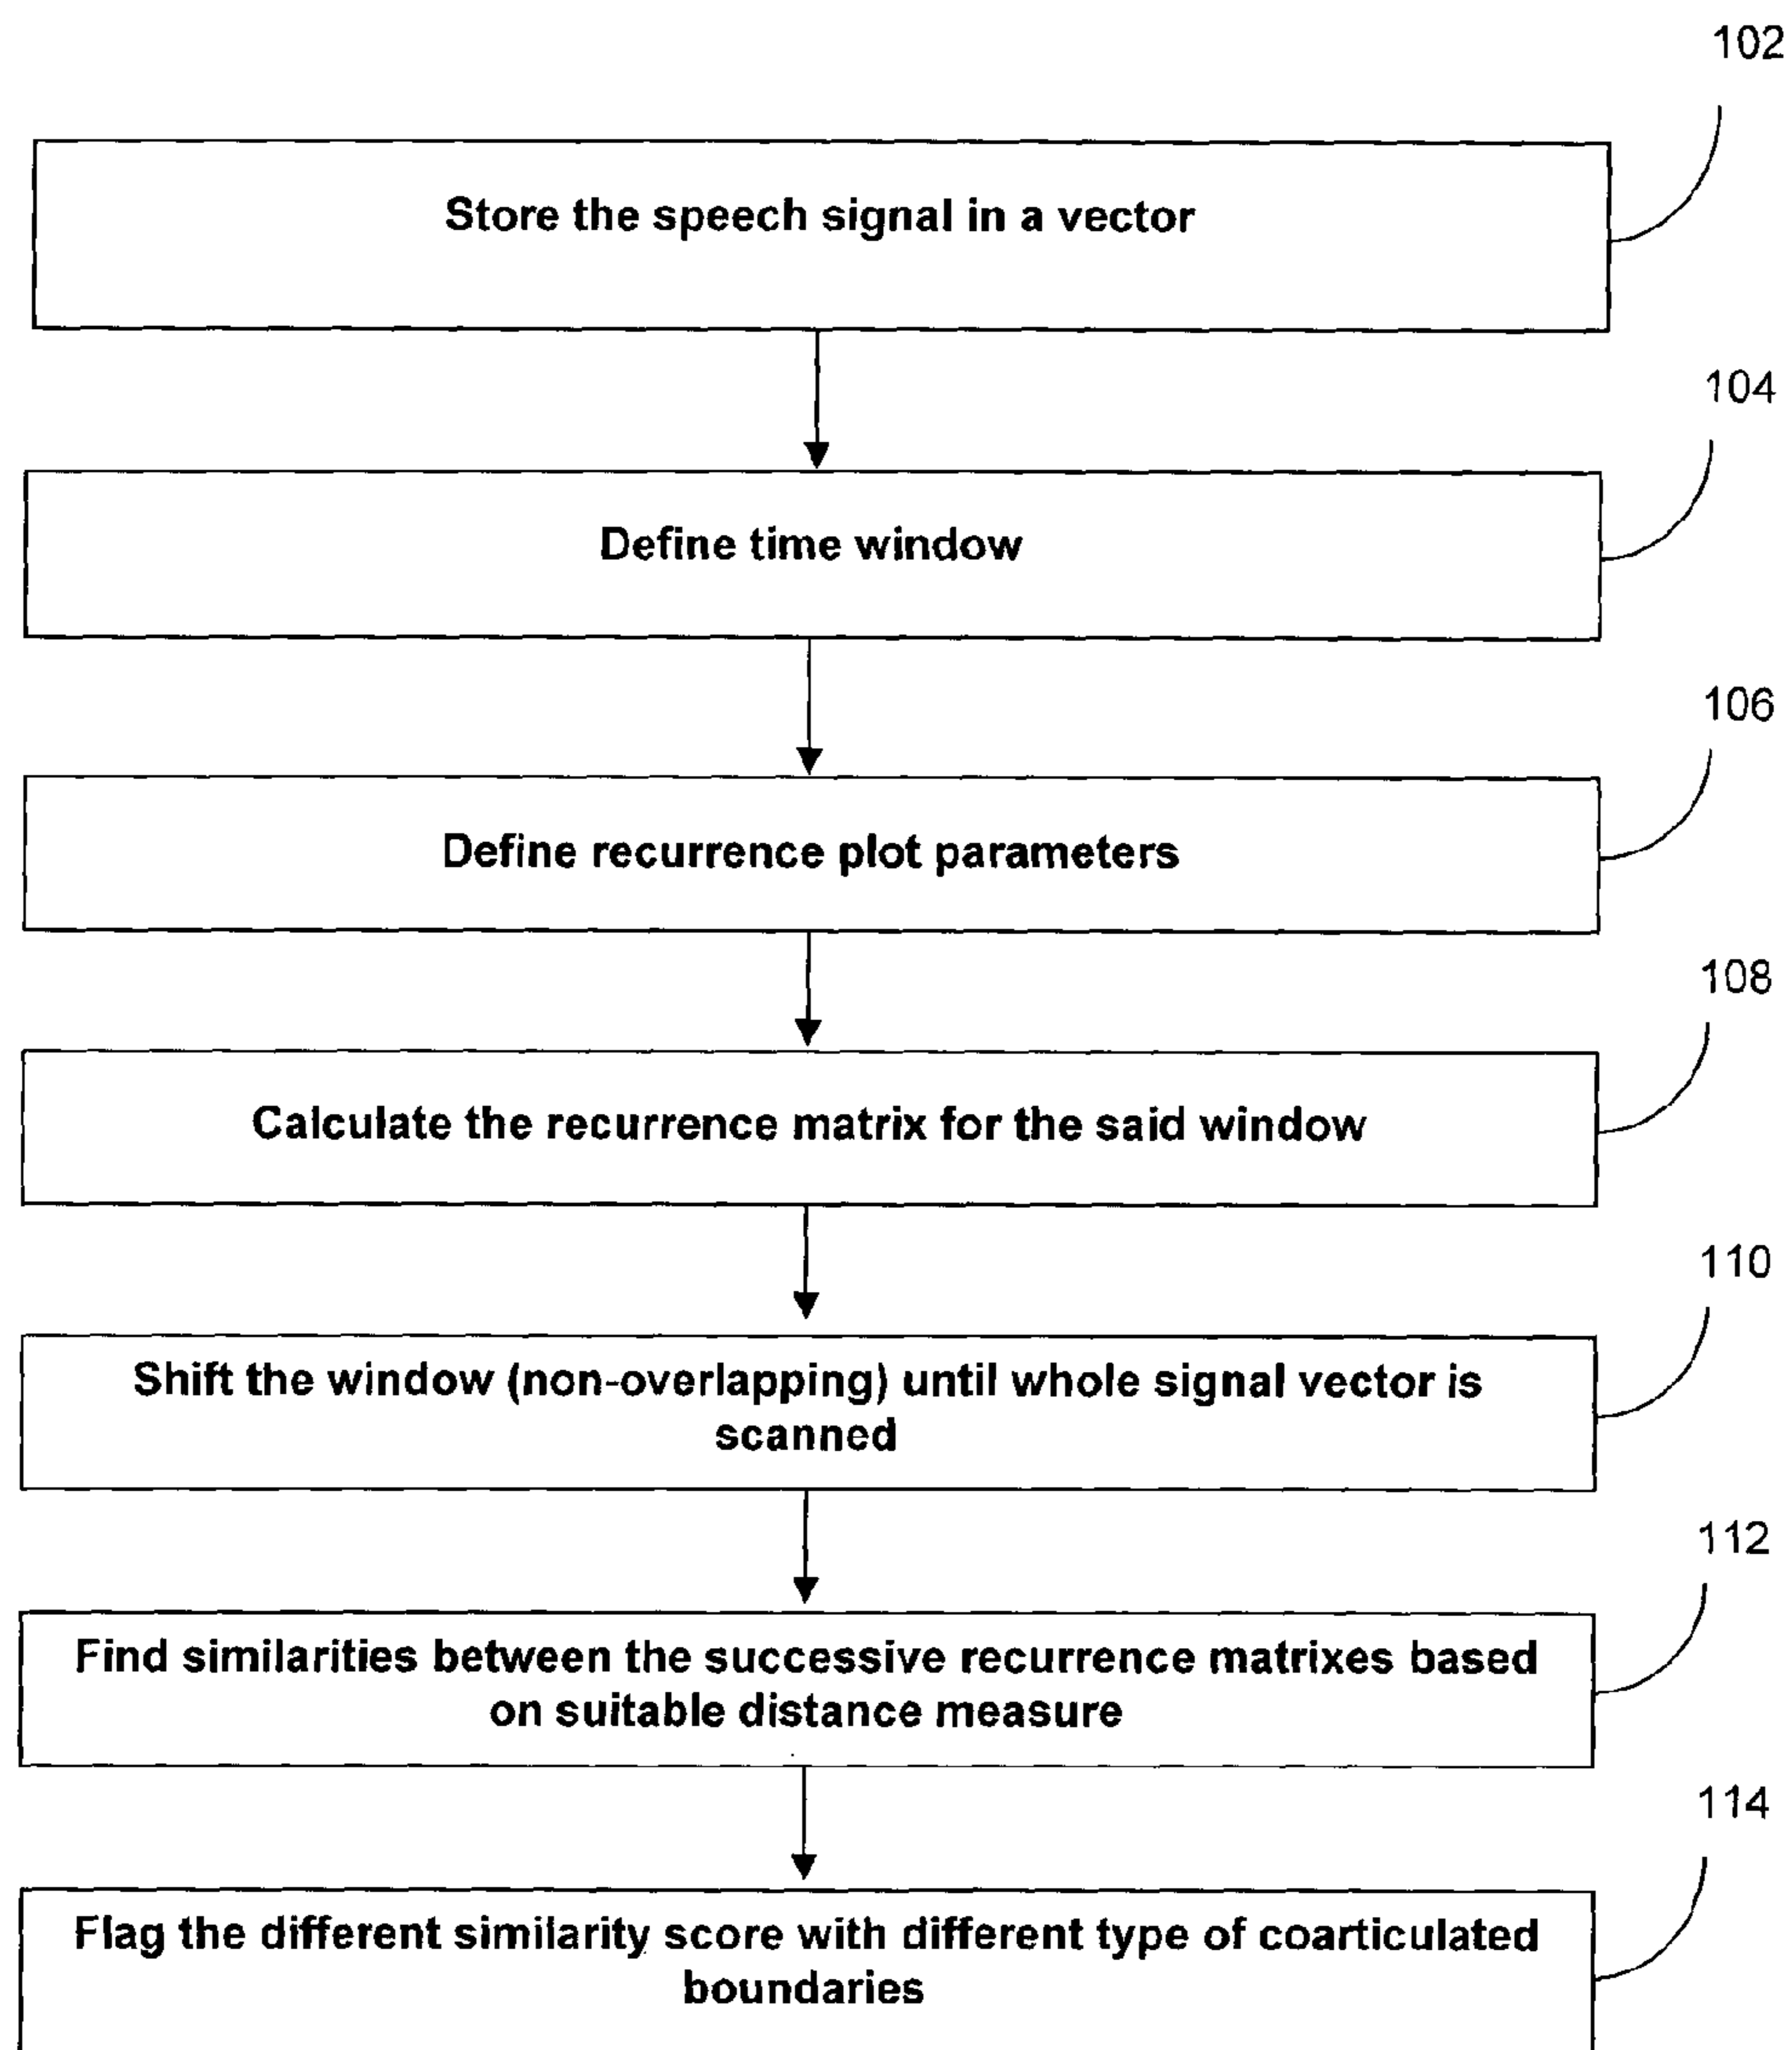 102
Store the speech signal in a vector
104
Define time window
106
Define recurrence plot parameters
108
Calculate the recurrence matrix for the said window
110
Shift the window (non-overlapping) until whole signal vector is
scanned
112
Find similarities between the successive recurrence matrixes based
on suitable distance measure
114
Flag the different similarity score with different type of coarticulated
boundaries